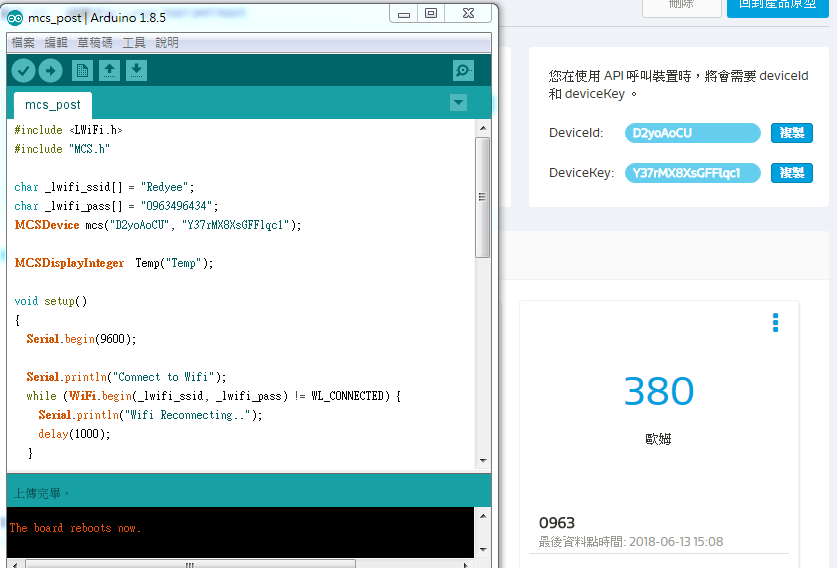 mcs_post | Arduino 1.8.5
檔案 編輯 草稿碼 工具 說明
mcs_post
#include <LWiFi.h>
#include "MCS.h"
char _lwifi_ssid[] = "Redyee";
char _lwifi_pass[] = "0963496434";
MCSDevice mcs("D2yoAoCU", "Y37rMX8XsGFFlqc1");
MCSDisplayInteger  Temp("Temp");
void setup()
{
  Serial.begin(9600);
  Serial.println("Connect to Wifi");
  while (WiFi.begin(_lwifi_ssid, _lwifi_pass) != WL_CONNECTED) {
    Serial.println("Wifi Reconnecting..");
    delay(1000);
  }
上傳完畢。
The board reboots now.
刪除
回到產品原型
您在使用 API 呼叫裝置時，將會需要 deviceId
和 deviceKey 。
DeviceId: D2yoAoCU 複製
DeviceKey: Y37rMX8XsGFFlqc1 複製
380
歐姆
0963
最後資料點時間: 2018-06-13 15:08